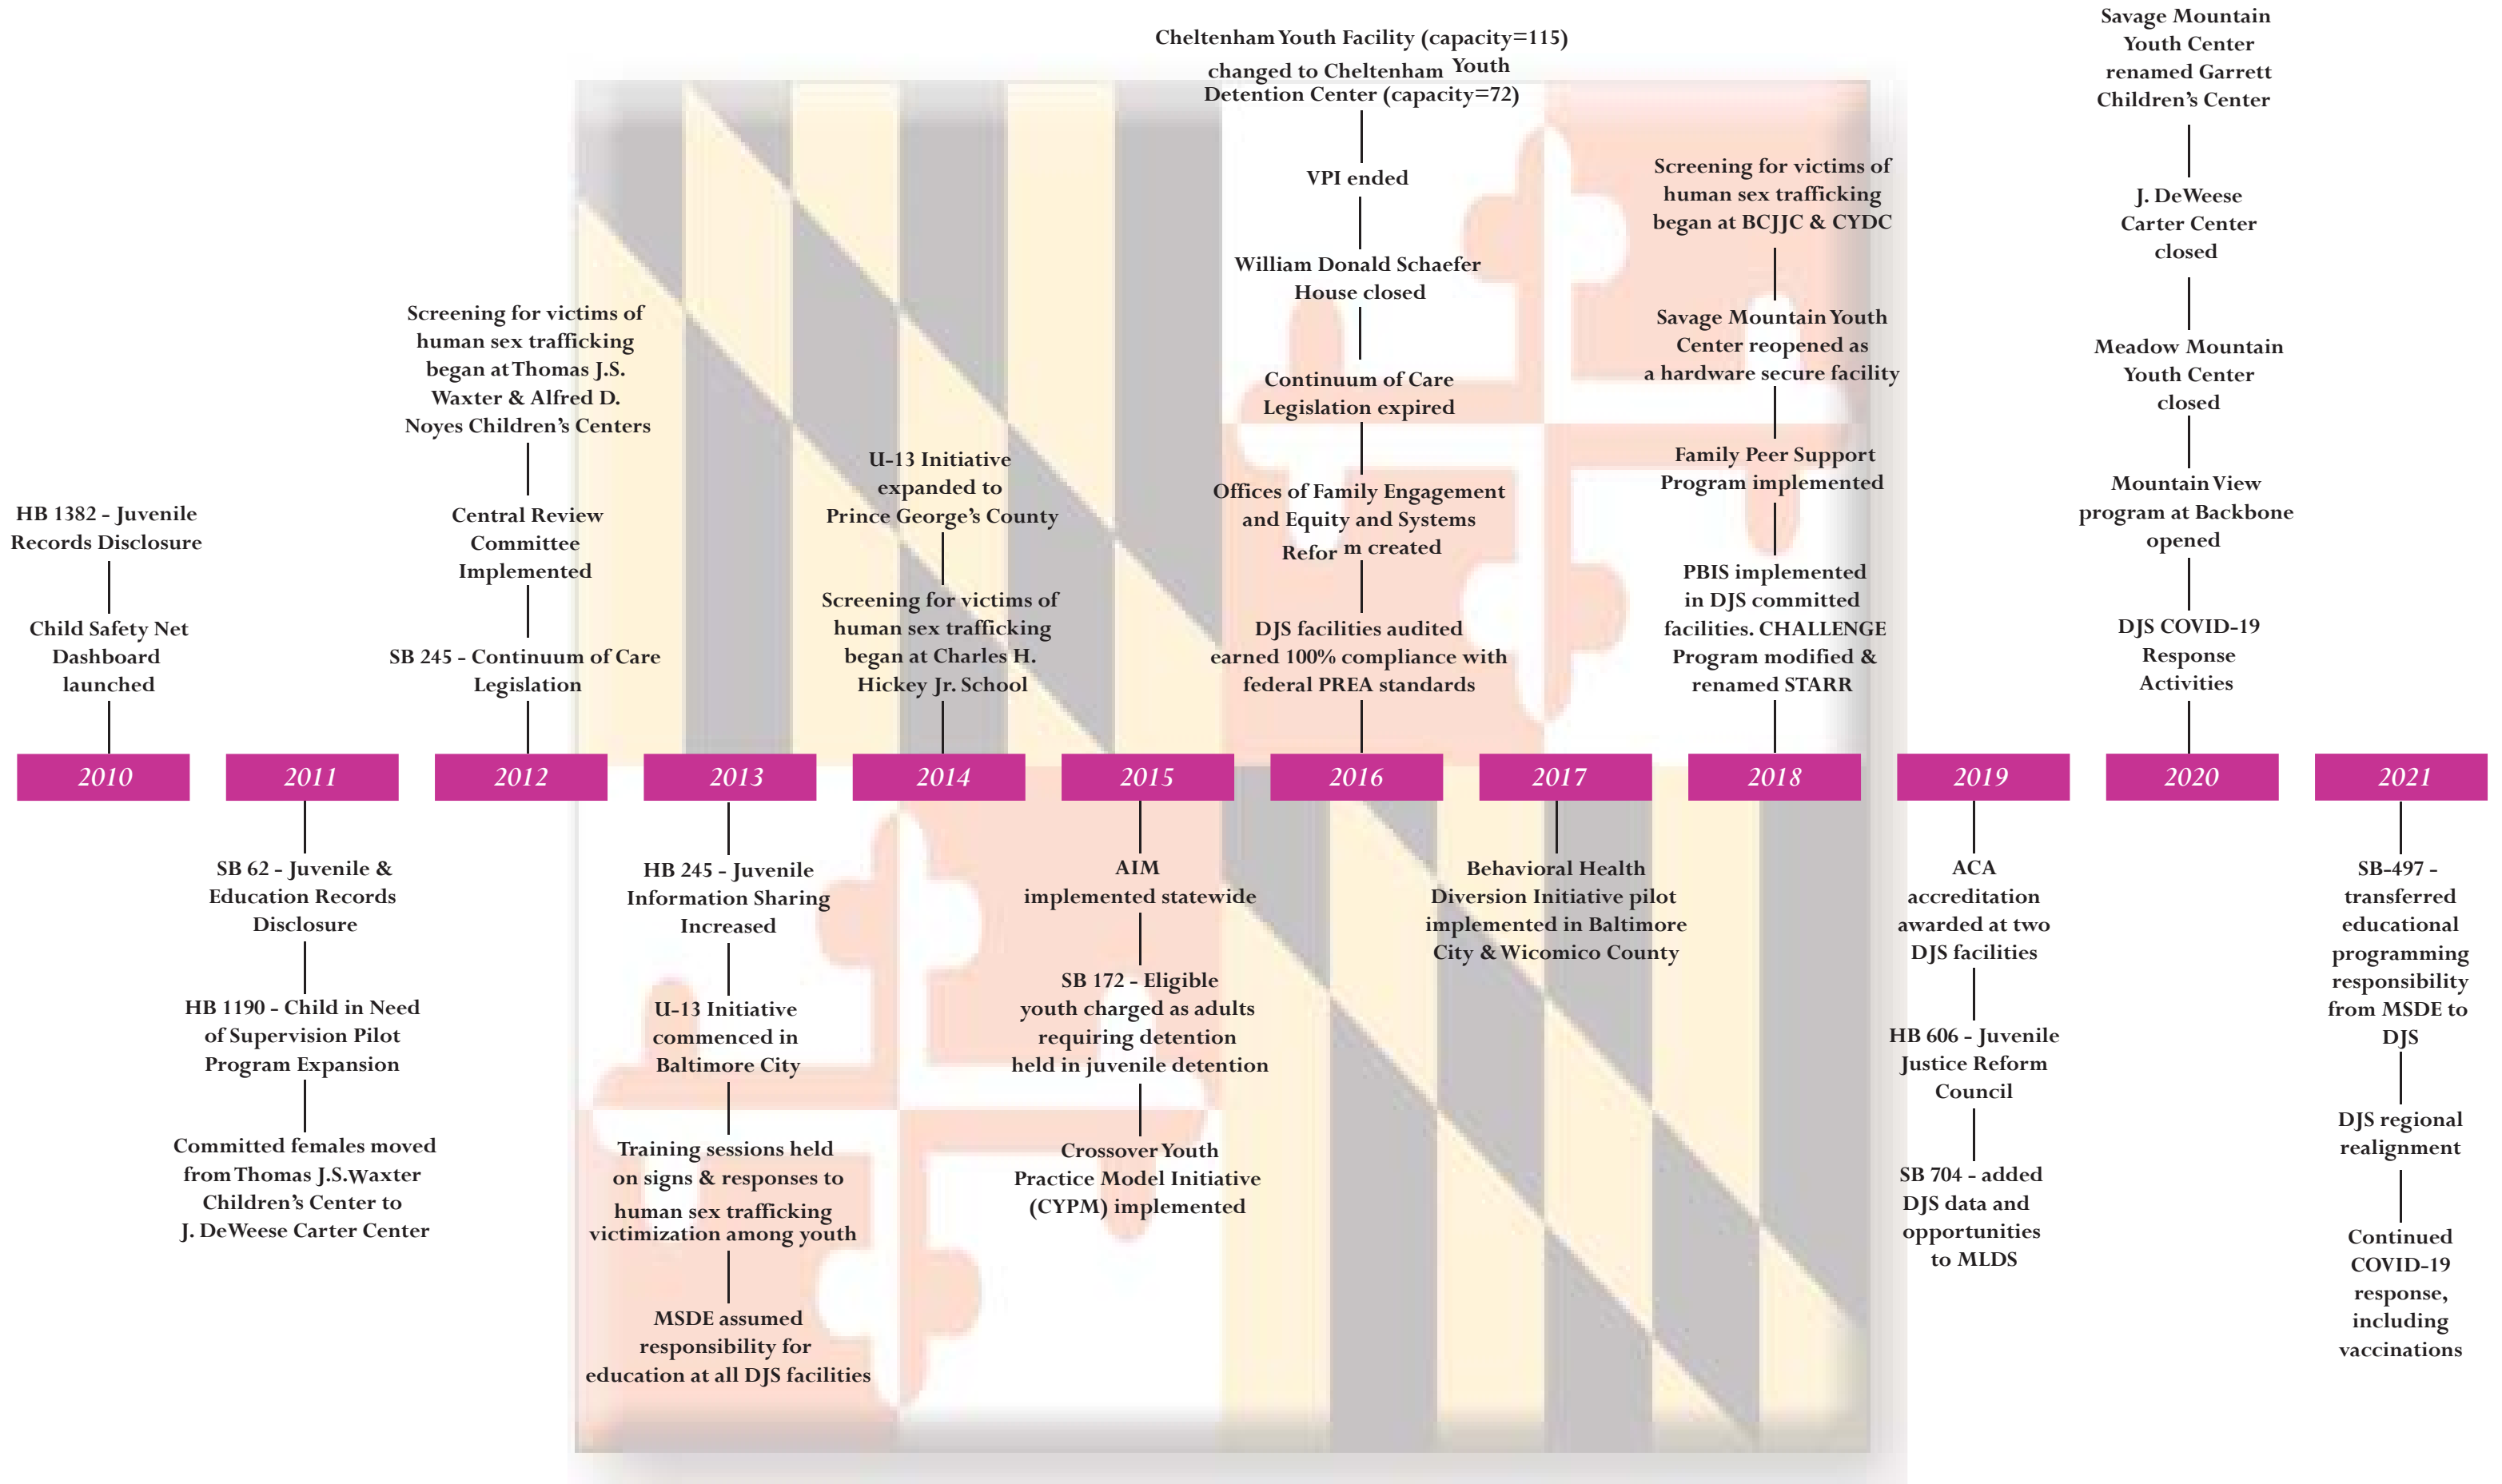 Cheltenham Youth Facility (capacity=115)
changed to Cheltenham Youth
Detention Center (capacity=72)
VPI ended
William Donald Schaefer
House closed
Continuum of Care
Legislation expired
Offices of Family Engagement
and Equity and Systems
Refor m created
DJS facilities audited
earned 100% compliance with
federal PREA standards
Savage Mountain
Youth Center
renamed Garrett
Children's Center
J. DeWeese
Carter Center
closed
Meadow Mountain
Youth Center
closed
Mountain View
program at Backbone
opened
DJS COVID-19
Response
Activities
Screening for victims of
human sex trafficking
began at BCJJC & CYDC
Savage Mountain Youth
Center reopened as
a hardware secure facility
Family Peer Support
Program implemented
PBIS implemented
in DJS committed
facilities. CHALLENGE
Program modified &
renamed STARR
Screening for victims of
human sex trafficking
began at Thomas J.S.
Waxter & Alfred D.
Noyes Children's Centers
Central Review
Committee
Implemented
SB 245 - Continuum of Care
Legislation
U-13 Initiative
expanded to
Prince George's County
Screening for victims of
human sex trafficking
began at Charles H.
Hickey Jr. School
HB 1382 - Juvenile
Records Disclosure
Child Safety Net
Dashboard
launched
2010
2011
2012
2013
2014
2015
2016
2017
2018
2019
2020
2021
SB 62 - Juvenile &
Education Records
Disclosure
HB 1190 - Child in Need
of Supervision Pilot
Program Expansion
Committed females moved
from Thomas J.S.Waxter
Children's Center to
J. DeWeese Carter Center
HB 245 - Juvenile
Information Sharing
Increased
U-13 Initiative
commenced in
Baltimore City
Training sessions held
on signs & responses to
human sex trafficking
victimization among youth
MSDE assumed
responsibility for
education at all DJS facilities
AIM
implemented statewide
SB 172 - Eligible
youth charged as adults
requiring detention
held in juvenile detention
Crossover Youth
Practice Model Initiative
(CYPM) implemented
Behavioral Health
Diversion Initiative pilot
implemented in Baltimore
City & Wicomico County
ACA
accreditation
awarded at two
DJS facilities
HB 606 - Juvenile
Justice Reform
Council
SB 704 - added
DJS data and
opportunities
to MLDS
SB-497 -
transferred
educational
programming
responsibility
from MSDE to
DJS
DJS regional
realignment
Continued
COVID-19
response,
including
vaccinations